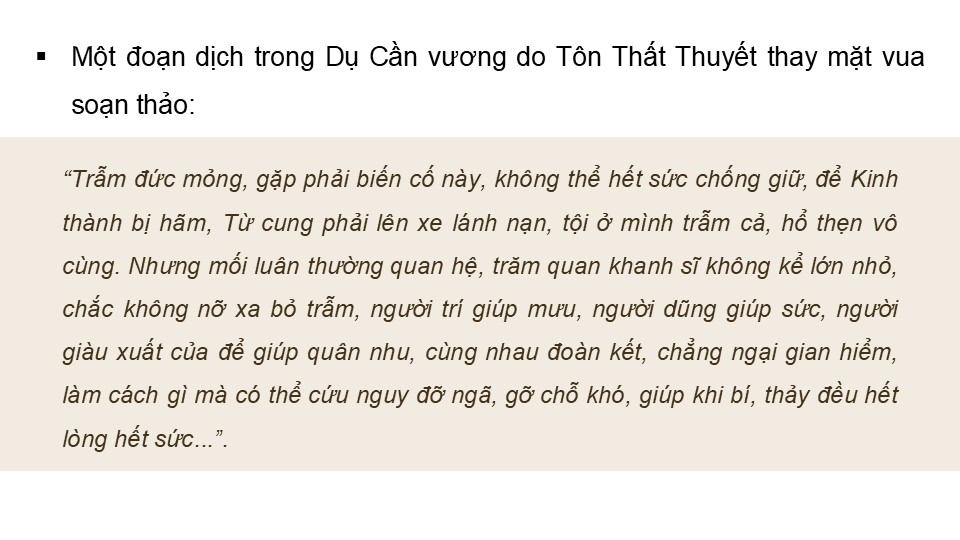 ▪ Một đoạn dịch trong Dụ Cần vương do Tôn Thất Thuyết thay mặt vua
soạn thảo:
“Trẫm đức mỏng, gặp phải biến cố này, không thể hết sức chống giữ, để Kinh
thành bị hãm, Từ cung phải lên xe lánh nạn, tội ở mình trẫm cả, hổ thẹn vô
cùng. Nhưng mối luân thường quan hệ, trăm quan khanh sĩ không kể lớn nhỏ,
chắc không nỡ xa bỏ trẫm, người trí giúp mưu, người dũng giúp sức, người
giàu xuất của để giúp quân nhu, cùng nhau đoàn kết, chẳng ngại gian hiểm,
làm cách gì mà có thể cứu nguy đỡ ngã, gỡ chỗ khó, giúp khi bí, thảy đều hết
lòng hết sức...”.